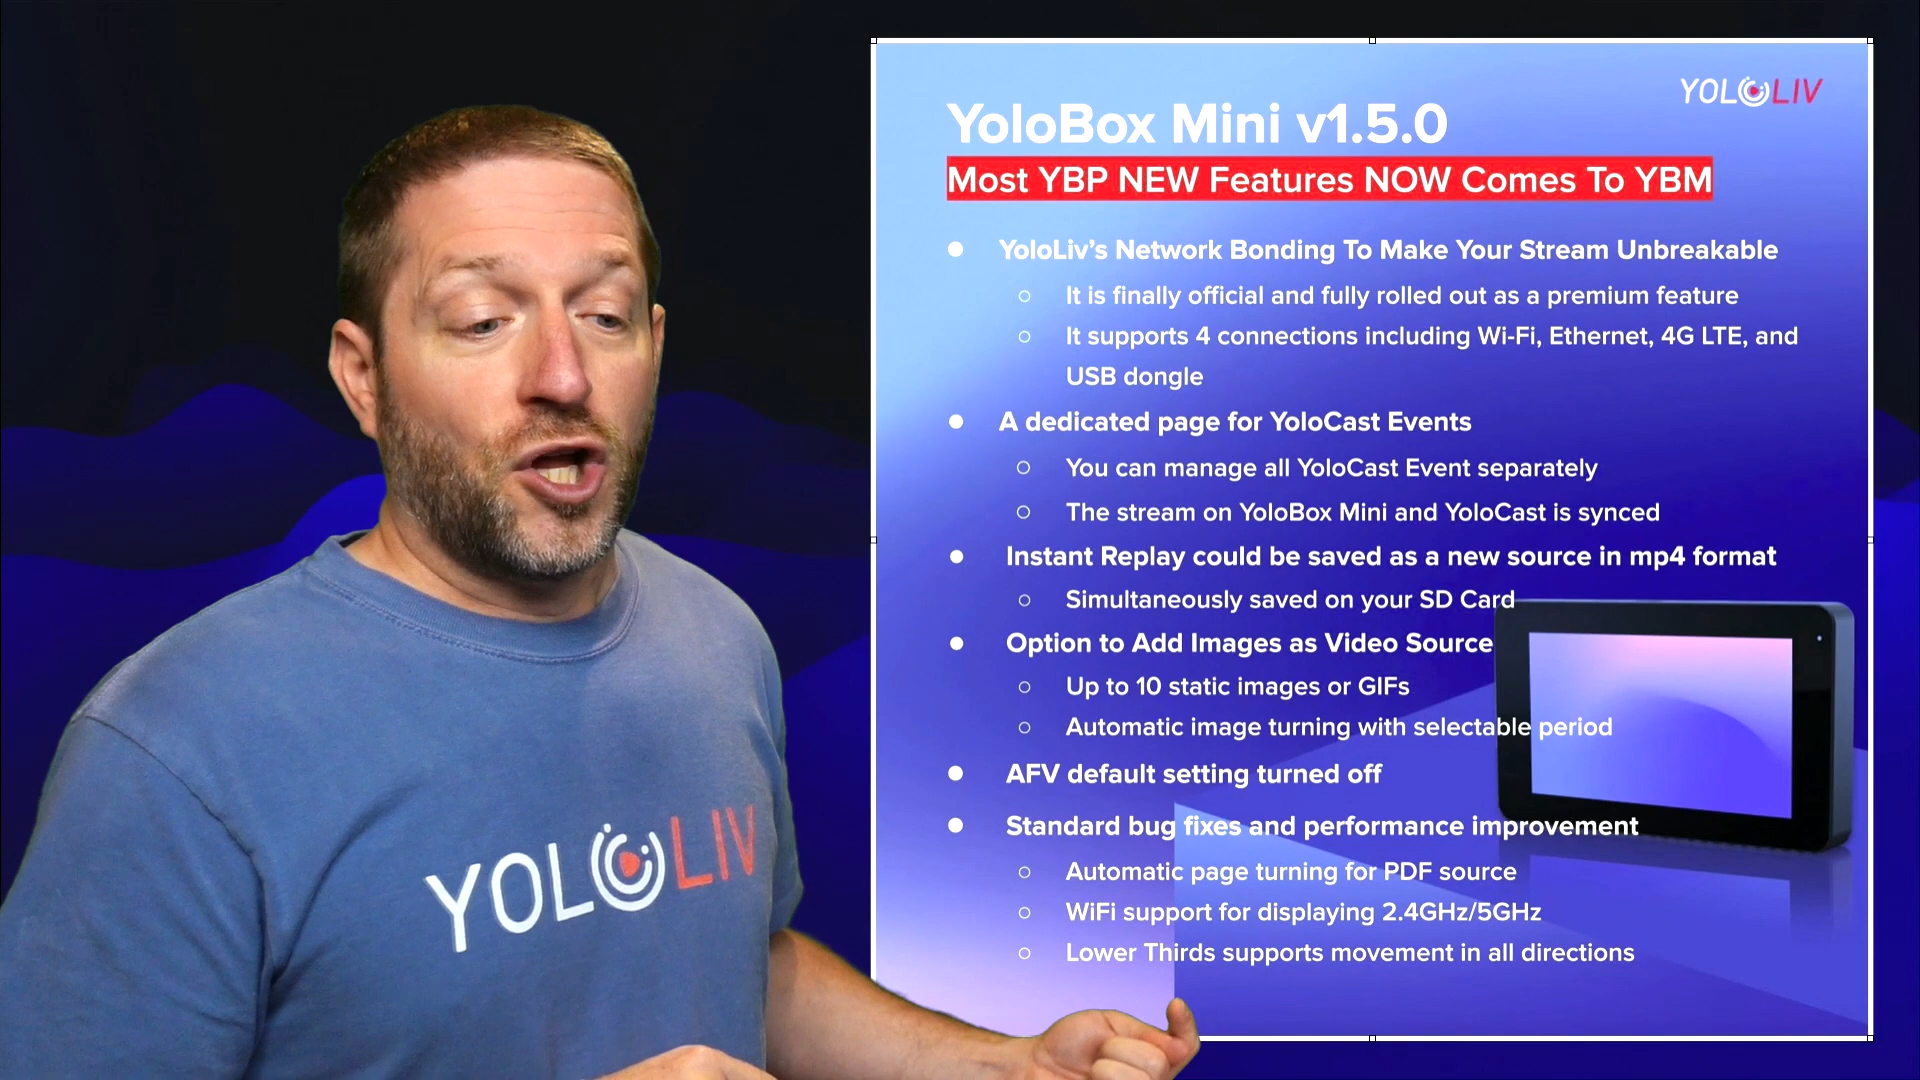 YOLOLIV
YoloBox Mini v1.5.0
Most YBP NEW Features NOW Comes To YBM
● YoloLiv’s Network Bonding To Make Your Stream Unbreakable
○ It is finally official and fully rolled out as a premium feature
○ It supports 4 connections including Wi-Fi, Ethernet, 4G LTE, and
USB dongle
● A dedicated page for YoloCast Events
○ You can manage all YoloCast Event separately
○ The stream on YoloBox Mini and YoloCast is synced
● Instant Replay could be saved as a new source in mp4 format
○ Simultaneously saved on your SD Card
● Option to Add Images as Video Source
○ Up to 10 static images or GIFs
○ Automatic image turning with selectable period
● AFV default setting turned off
● Standard bug fixes and performance improvement
○ Automatic page turning for PDF source
○ WiFi support for displaying 2.4GHz/5GHz
○ Lower Thirds supports movement in all directions
YOLOLIV